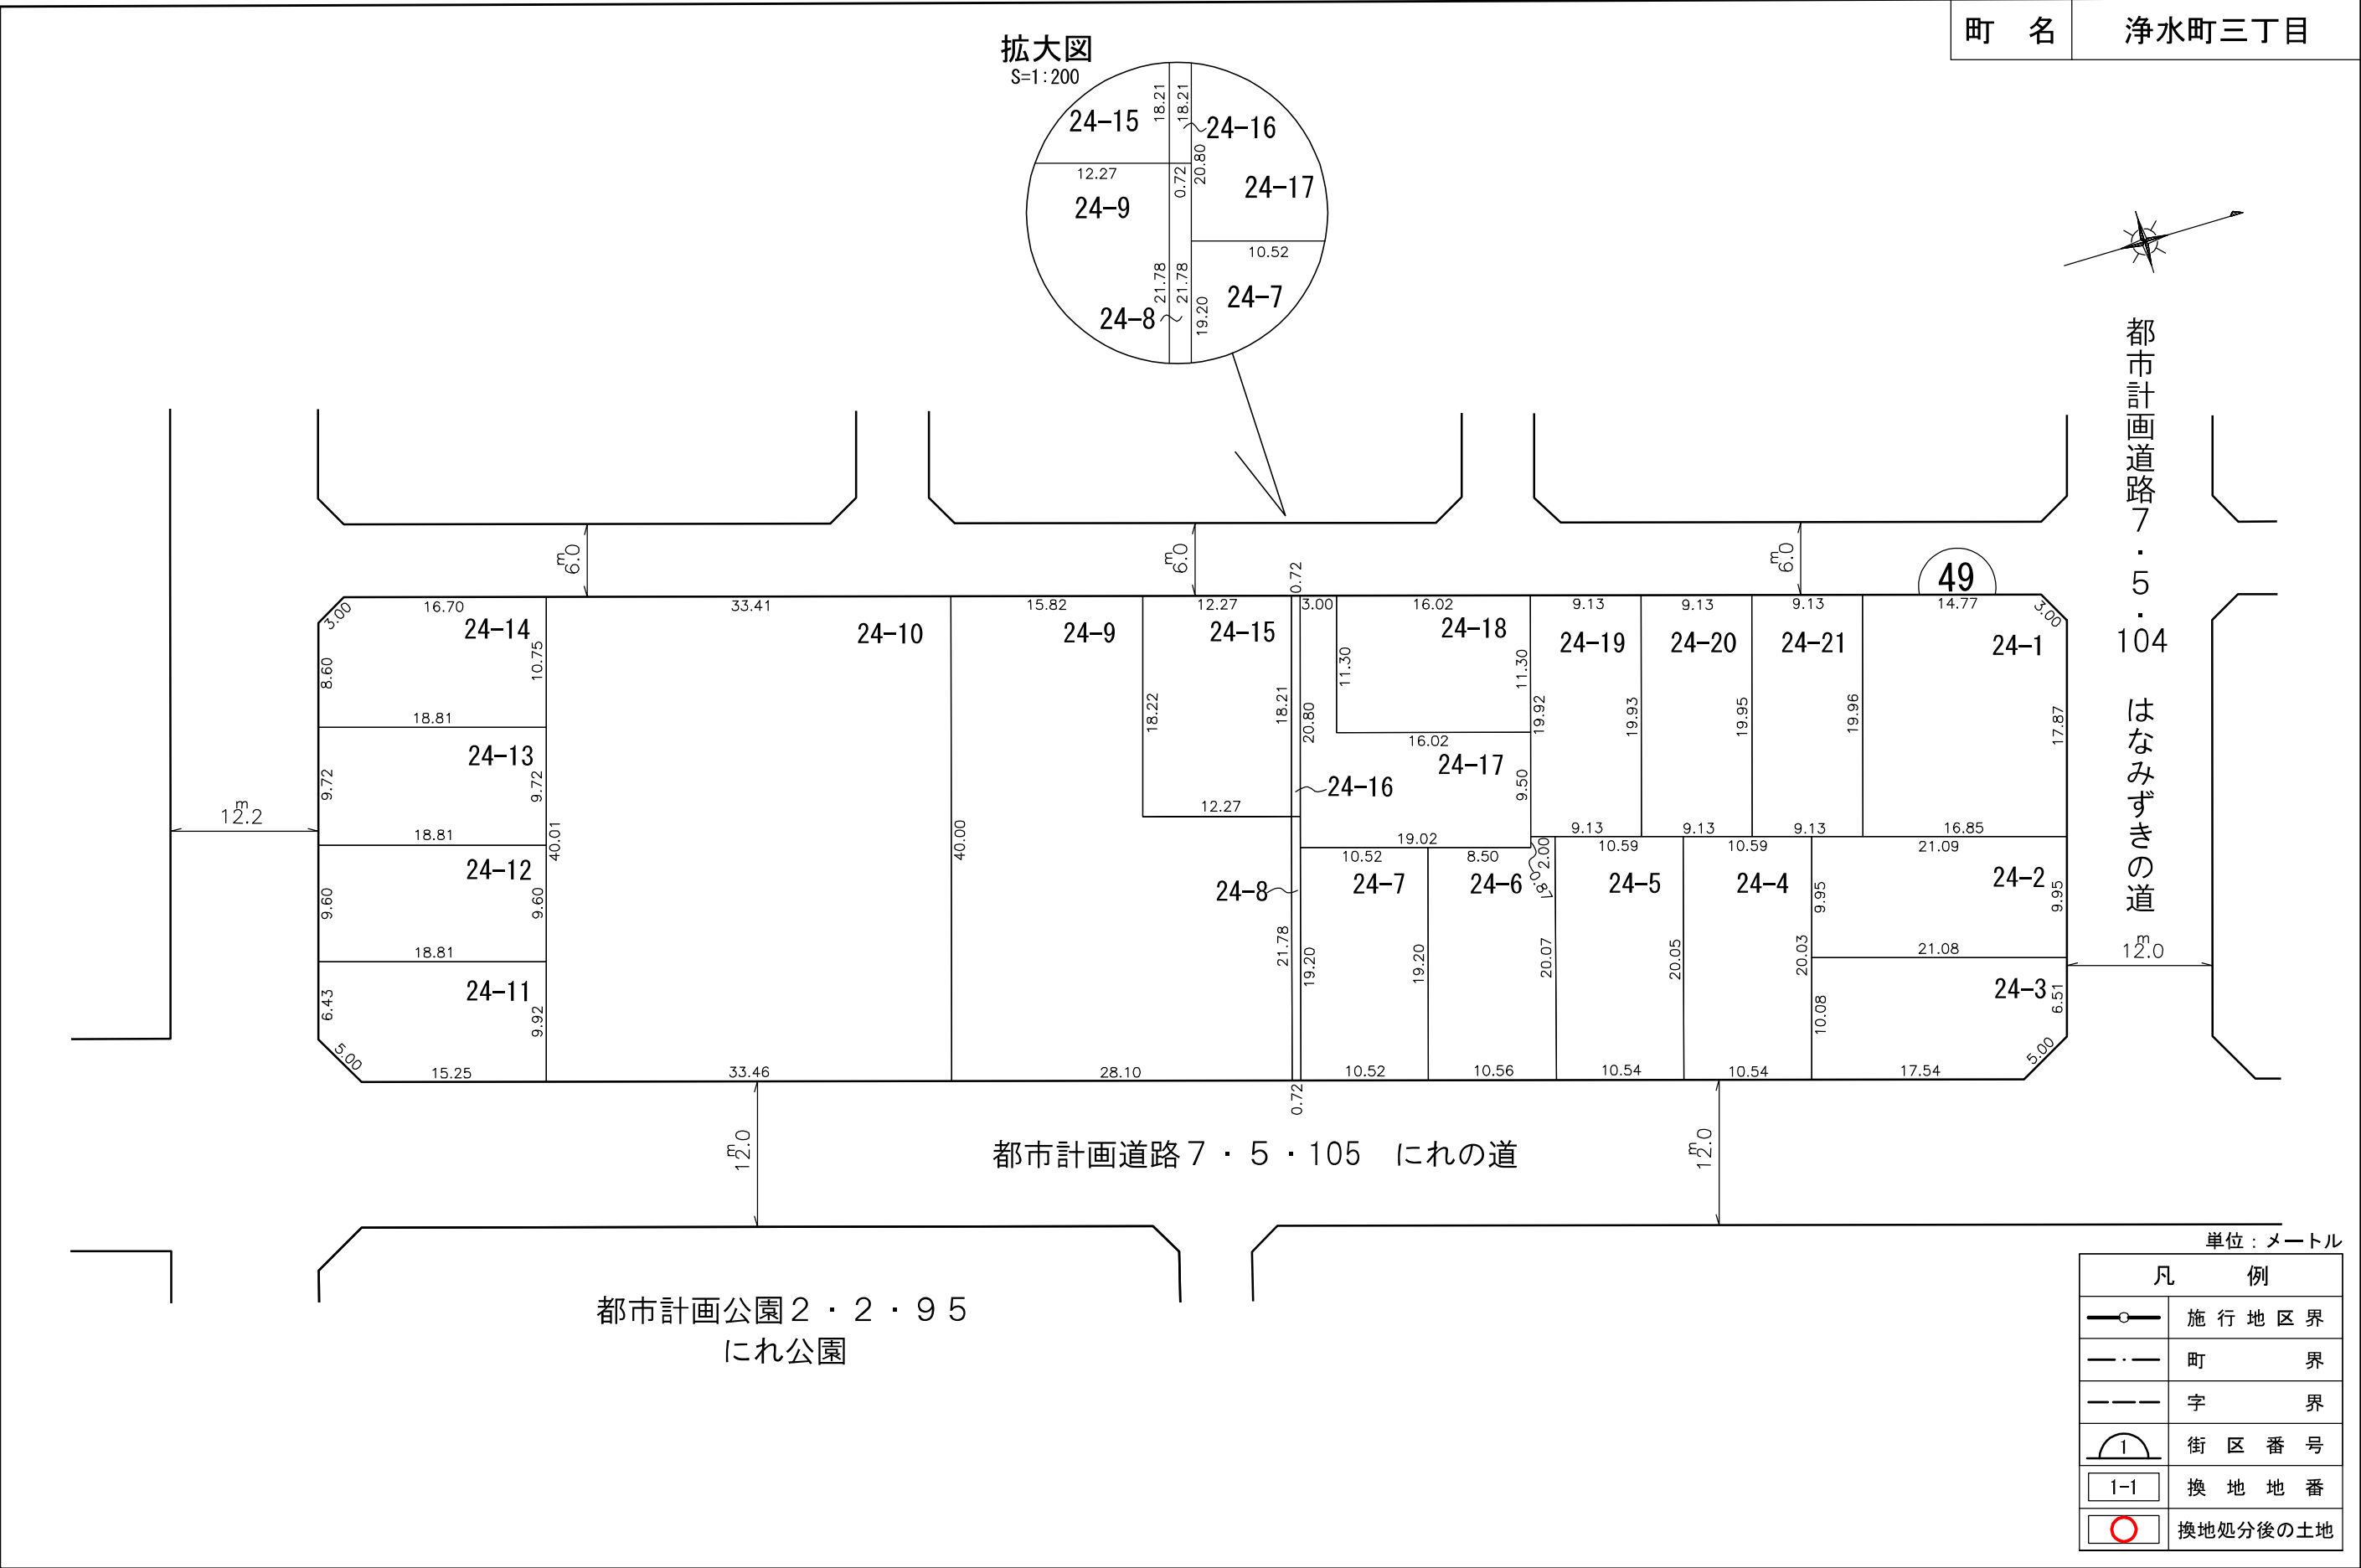 町 名 浄水町三丁目
拡大図
S=1:200
18.21 18.21
24-15 24-16
12.27 0.72 20.80
24-9 24-17
10.52
21.78 21.78 19.20
24-8 24-7
都市計画道路7・5・104 はなみずきの道
6.0m 6.0m 6.0m
49
0.72
3.00 16.70 33.41 15.82 12.27 3.00 16.02 9.13 9.13 9.13 14.77 3.00
24-14 24-10 24-9 24-15 24-18 24-19 24-20 24-21 24-1
8.60 10.75 18.22 18.21 20.80 11.30 11.30 19.92 19.93 19.95 19.96 17.87
18.81 16.02
24-13 24-17
9.72 9.72 9.50
24-16
12.2m
12.27
18.81 40.01 40.00 19.02 9.13 9.13 9.13 16.85
10.52 8.50 2.00 0.87 10.59 10.59 21.09
24-12 24-8 24-7 24-6 24-5 24-4 24-2
9.60 9.60 9.95 9.95
18.81 21.78 19.20 19.20 20.07 20.05 20.03 21.08
12.0m
24-11 24-3
6.43 9.92 10.08 6.51
5.00 15.25 33.46 28.10 10.52 10.56 10.54 10.54 17.54 5.00
0.72
12.0m 12.0m
都市計画道路7・5・105 にれの道
都市計画公園2・2・95
にれ公園
単位:メートル
凡 例
施行地区界
町 界
字 界
1 街区番号
1-1 換地地番
換地処分後の土地